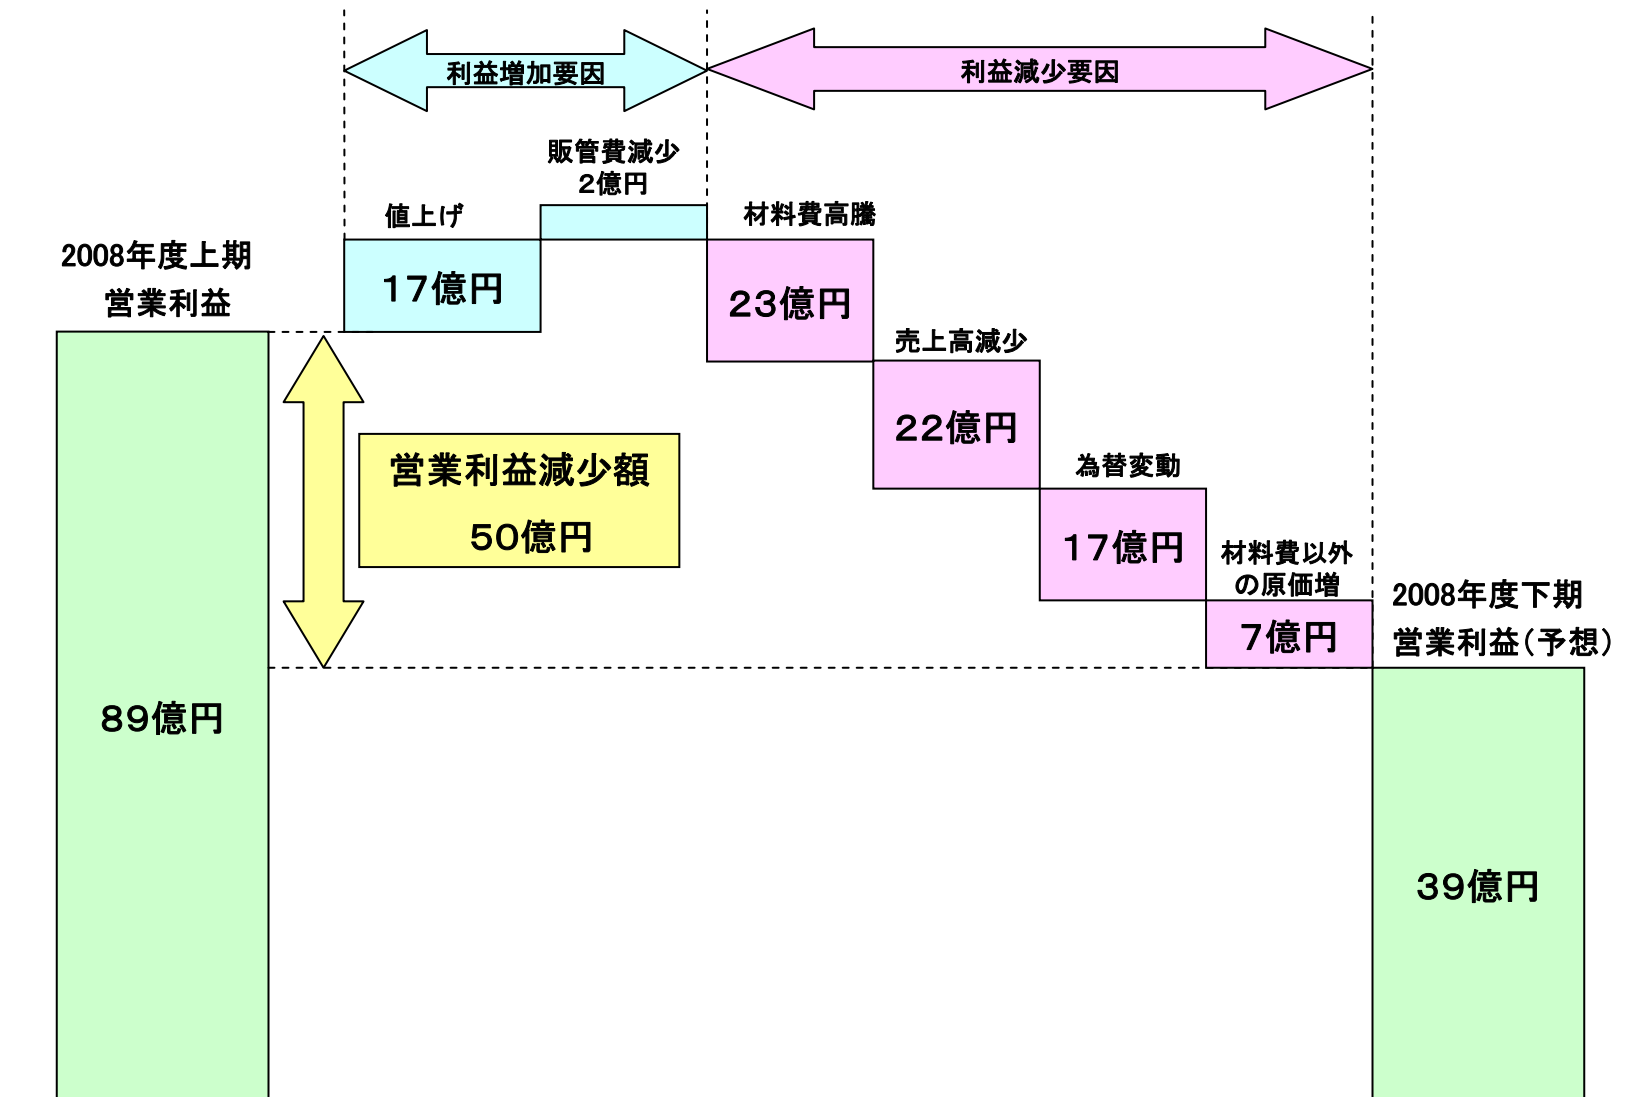 利益増加要因
利益減少要因
販管費減少
2億円
値上げ
材料費高騰
2008年度上期
営業利益
17億円
23億円
売上高減少
22億円
営業利益減少額
50億円
為替変動
17億円
材料費以外
の原価増
7億円
2008年度下期
営業利益(予想)
89億円
39億円